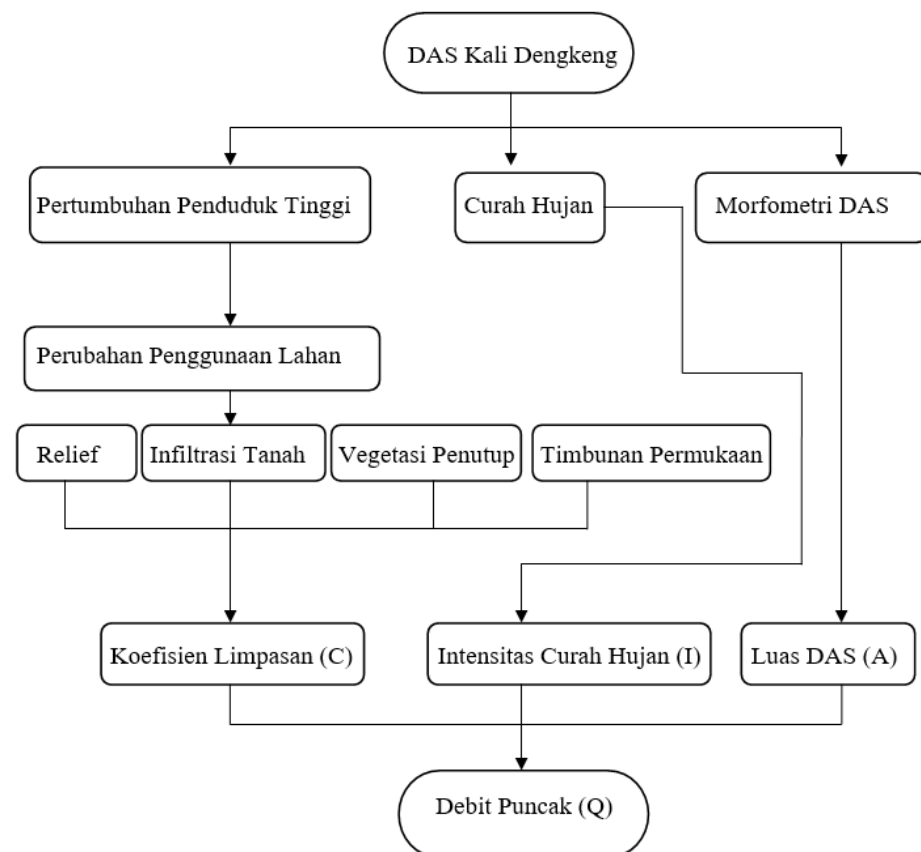 DAS Kali Dengkeng
Pertumbuhan Penduduk Tinggi
Curah Hujan
Morfometri DAS
Perubahan Penggunaan Lahan
Relief
Infiltrasi Tanah
Vegetasi Penutup
Timbunan Permukaan
Koefisien Limpasan (C)
Intensitas Curah Hujan (I)
Luas DAS (A)
Debit Puncak (Q)